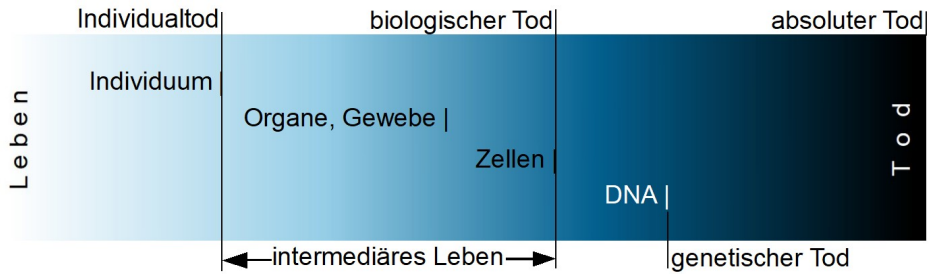 Individualtod
biologischer Tod
absoluter Tod
Leben
Individuum
Organe, Gewebe
Zellen
DNA
Tod
intermediäres Leben
genetischer Tod